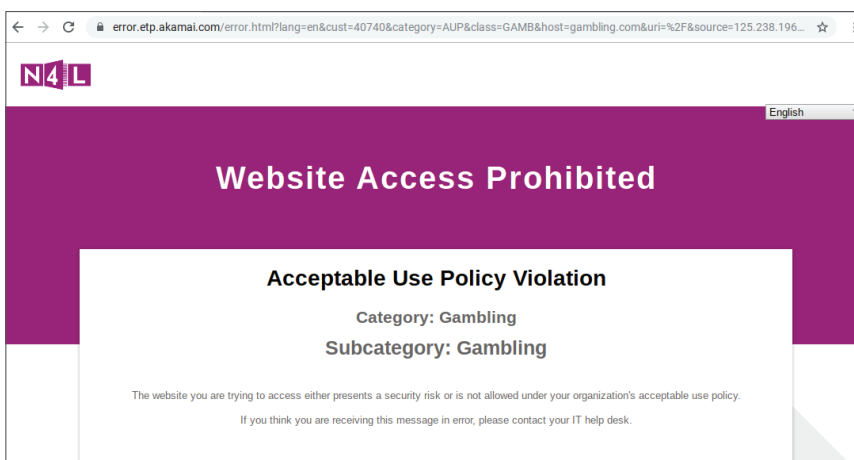 error.etp.akamai.com/error.html?lang=en&cust=40740&category=AUP&class=GAMB&host=gambling.com&uri=%2F&source=125.238.196...
N4L
English
Website Access Prohibited
Acceptable Use Policy Violation
Category: Gambling
Subcategory: Gambling
The website you are trying to access either presents a security risk or is not allowed under your organization's acceptable use policy.
If you think you are receiving this message in error, please contact your IT help desk.